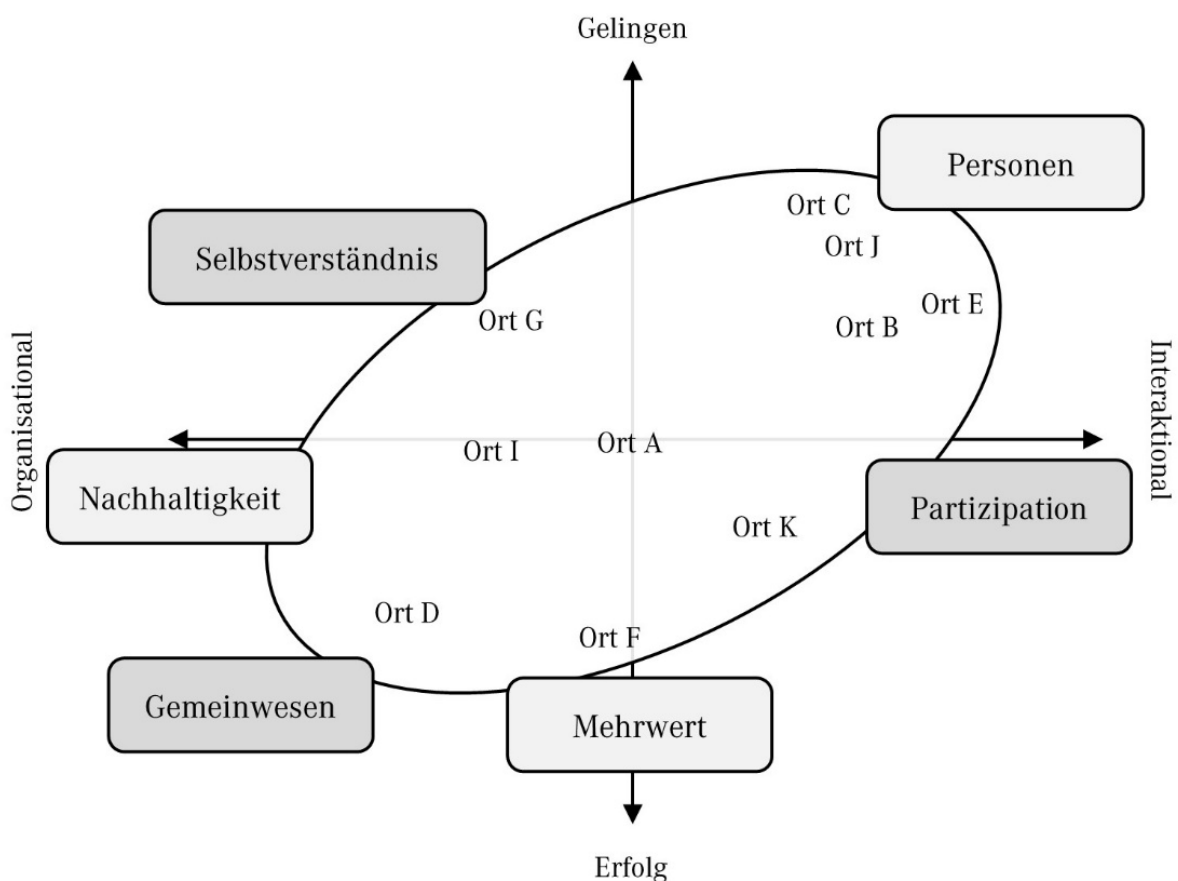 Gelingen
Personen
Ort C
Ort J
Selbstverständnis
Ort E
Ort G
Ort B
Organisational
Interaktional
Ort I
Ort A
Nachhaltigkeit
Partizipation
Ort K
Ort D
Ort F
Gemeinwesen
Mehrwert
Erfolg